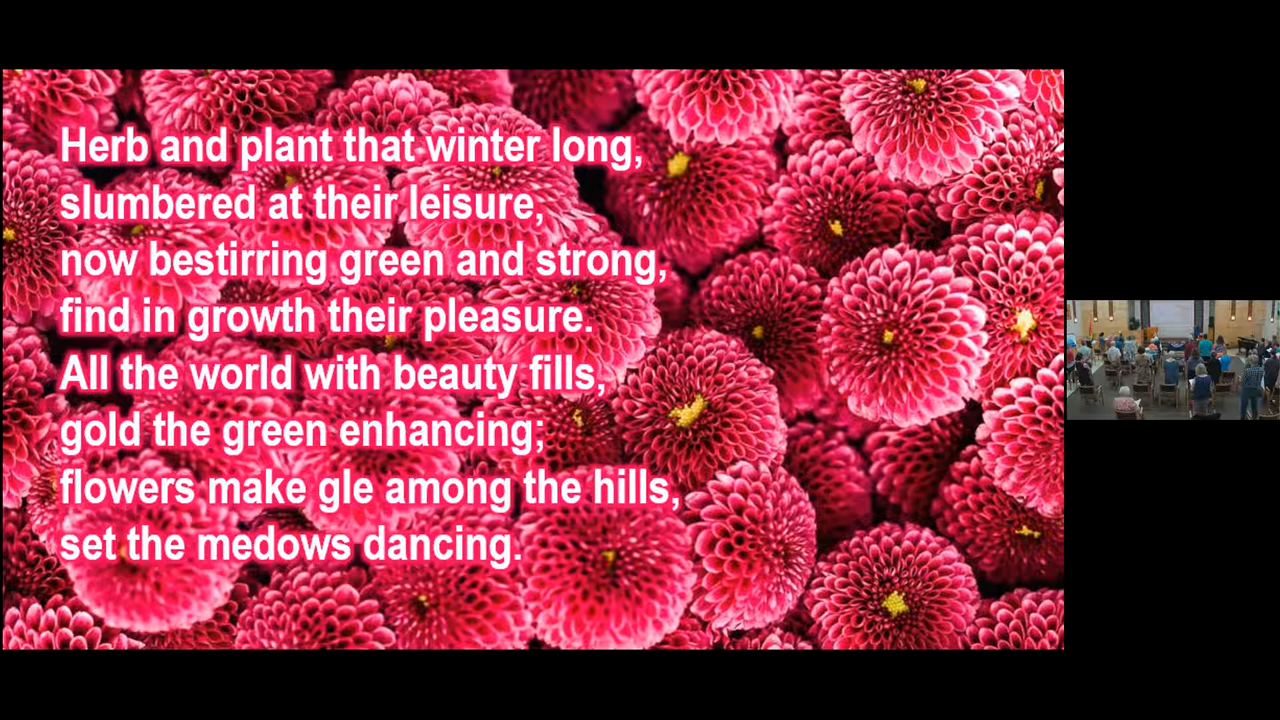 Herb and plant that winter long,
slumbered at their leisure,
now bestirring green and strong,
find in growth their pleasure.
All the world with beauty fills,
gold the green enhancing;
flowers make gle among the hills,
set the medows dancing.